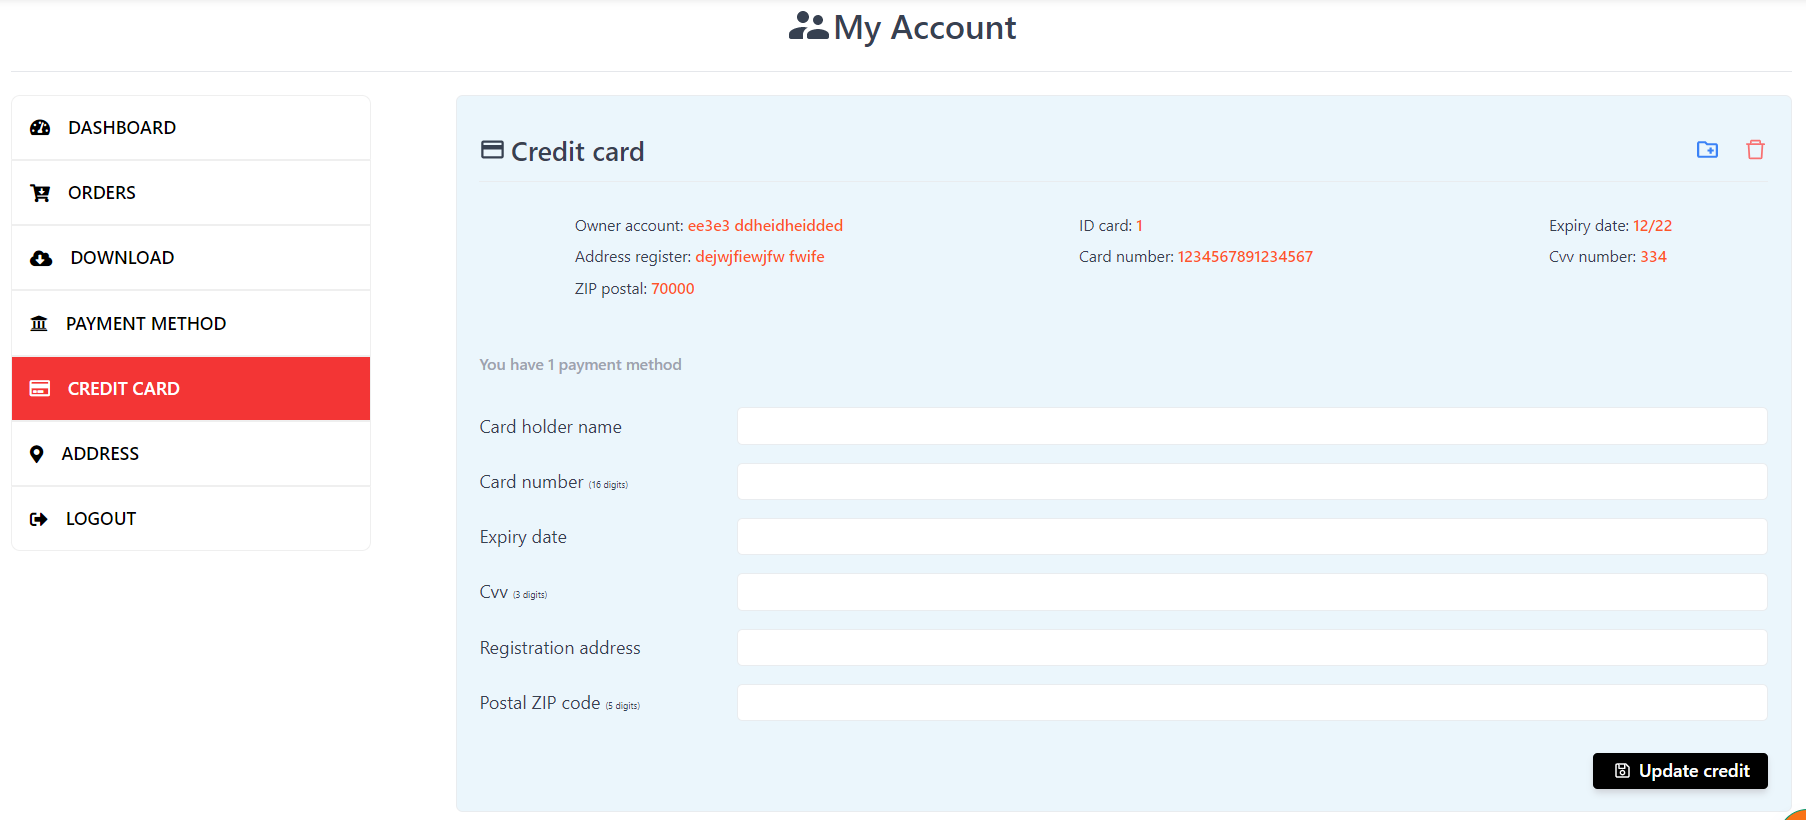 My Account
DASHBOARD
ORDERS
DOWNLOAD
PAYMENT METHOD
CREDIT CARD
ADDRESS
LOGOUT
Credit card
Owner account: ee3e3 ddheidheidded
Address register: dejwjfiewjfw fwife
ZIP postal: 70000
ID card: 1
Card number: 1234567891234567
Expiry date: 12/22
Cvv number: 334
You have 1 payment method
Card holder name
Card number (16 digits)
Expiry date
Cvv (3 digits)
Registration address
Postal ZIP code (5 digits)
Update credit